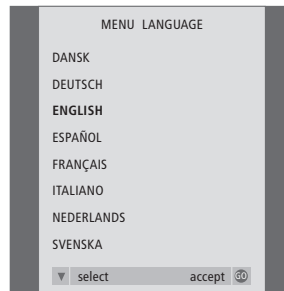 MENU LANGUAGE
DANSK
DEUTSCH
ENGLISH
ESPAÑOL
FRANÇAIS
ITALIANO
NEDERLANDS
SVENSKA
▼ select accept GO